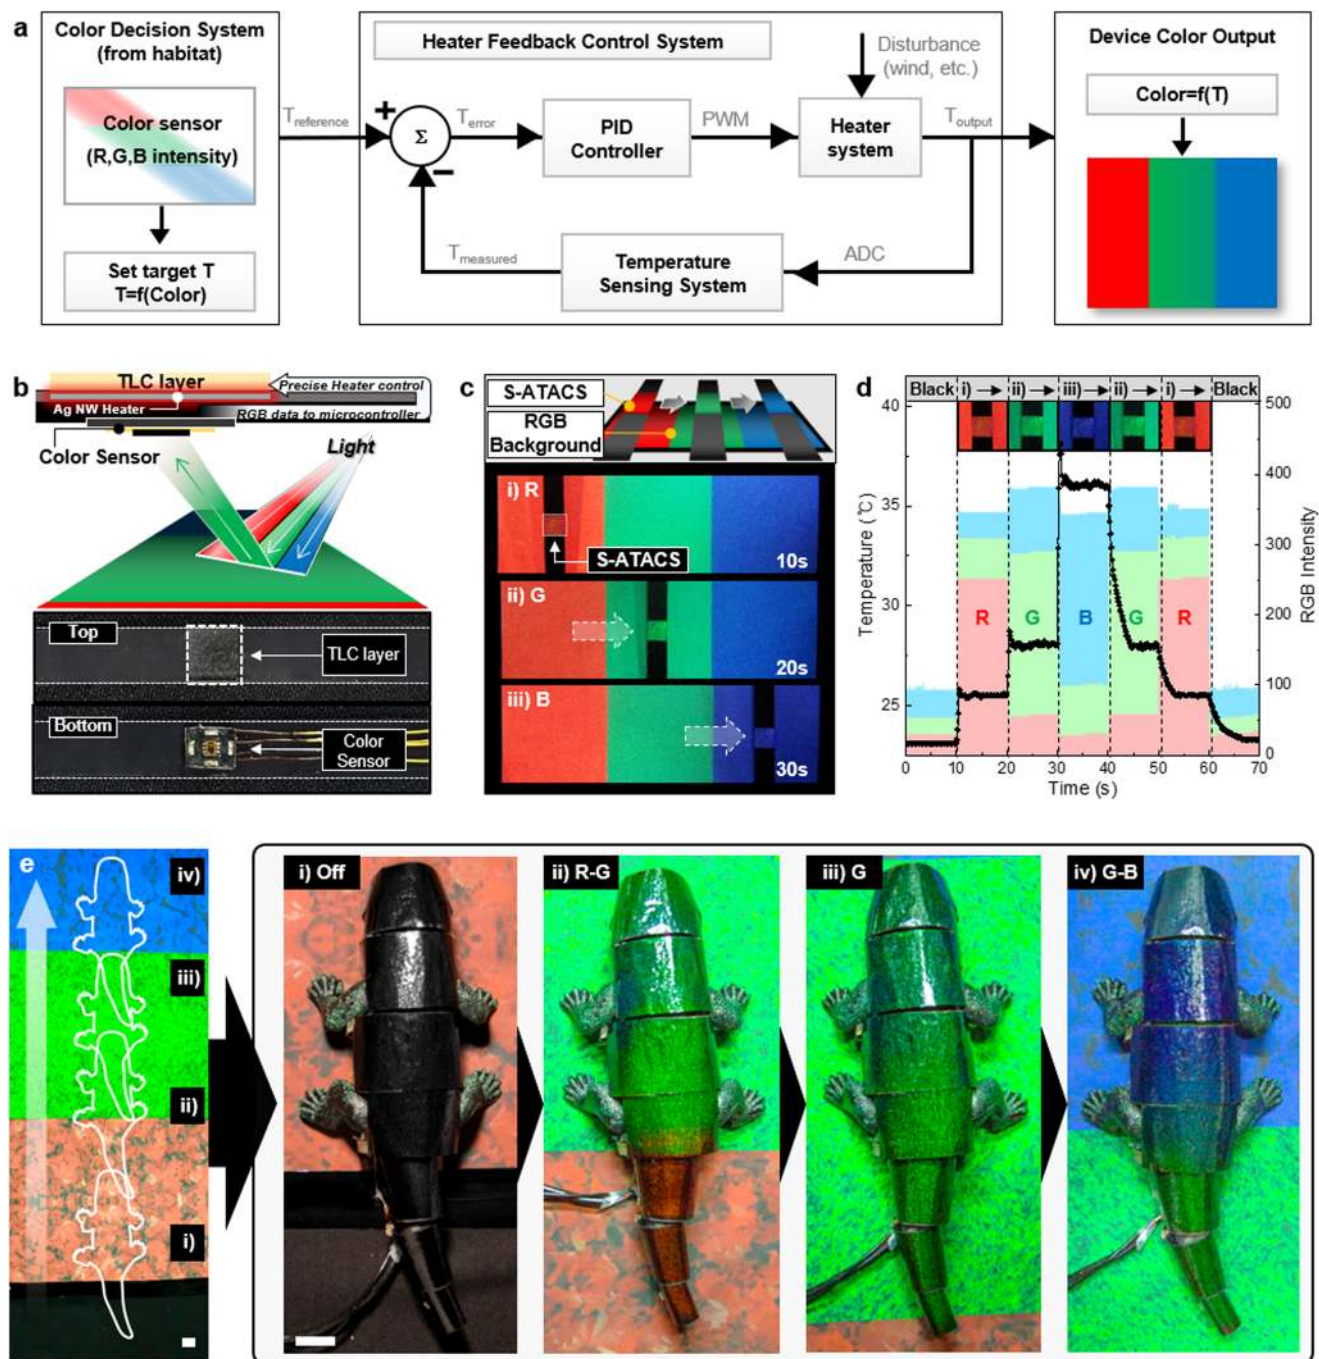 a
Color Decision System
(from habitat)
Color sensor
(R,G,B intensity)
Set target T
T=f(Color)
Heater Feedback Control System
Disturbance
(wind, etc.)
T_reference
+
Σ
−
T_error
PID
Controller
PWM
Heater
system
T_output
T_measured
Temperature
Sensing System
ADC
Device Color Output
Color=f(T)
b
TLC layer
Precise Heater control
Ag NW Heater
RGB data to microcontroller
Color Sensor
Light
Top
TLC layer
Bottom
Color
Sensor
c
S-ATACS
RGB
Background
i) R
S-ATACS
10s
ii) G
20s
iii) B
30s
d
Black
i)
ii)
iii)
ii)
i)
Black
Temperature (℃)
40
35
30
25
RGB Intensity
500
400
300
200
100
0
R
G
B
G
R
0 10 20 30 40 50 60 70
Time (s)
e
iv)
iii)
ii)
i)
i) Off
ii) R-G
iii) G
iv) G-B